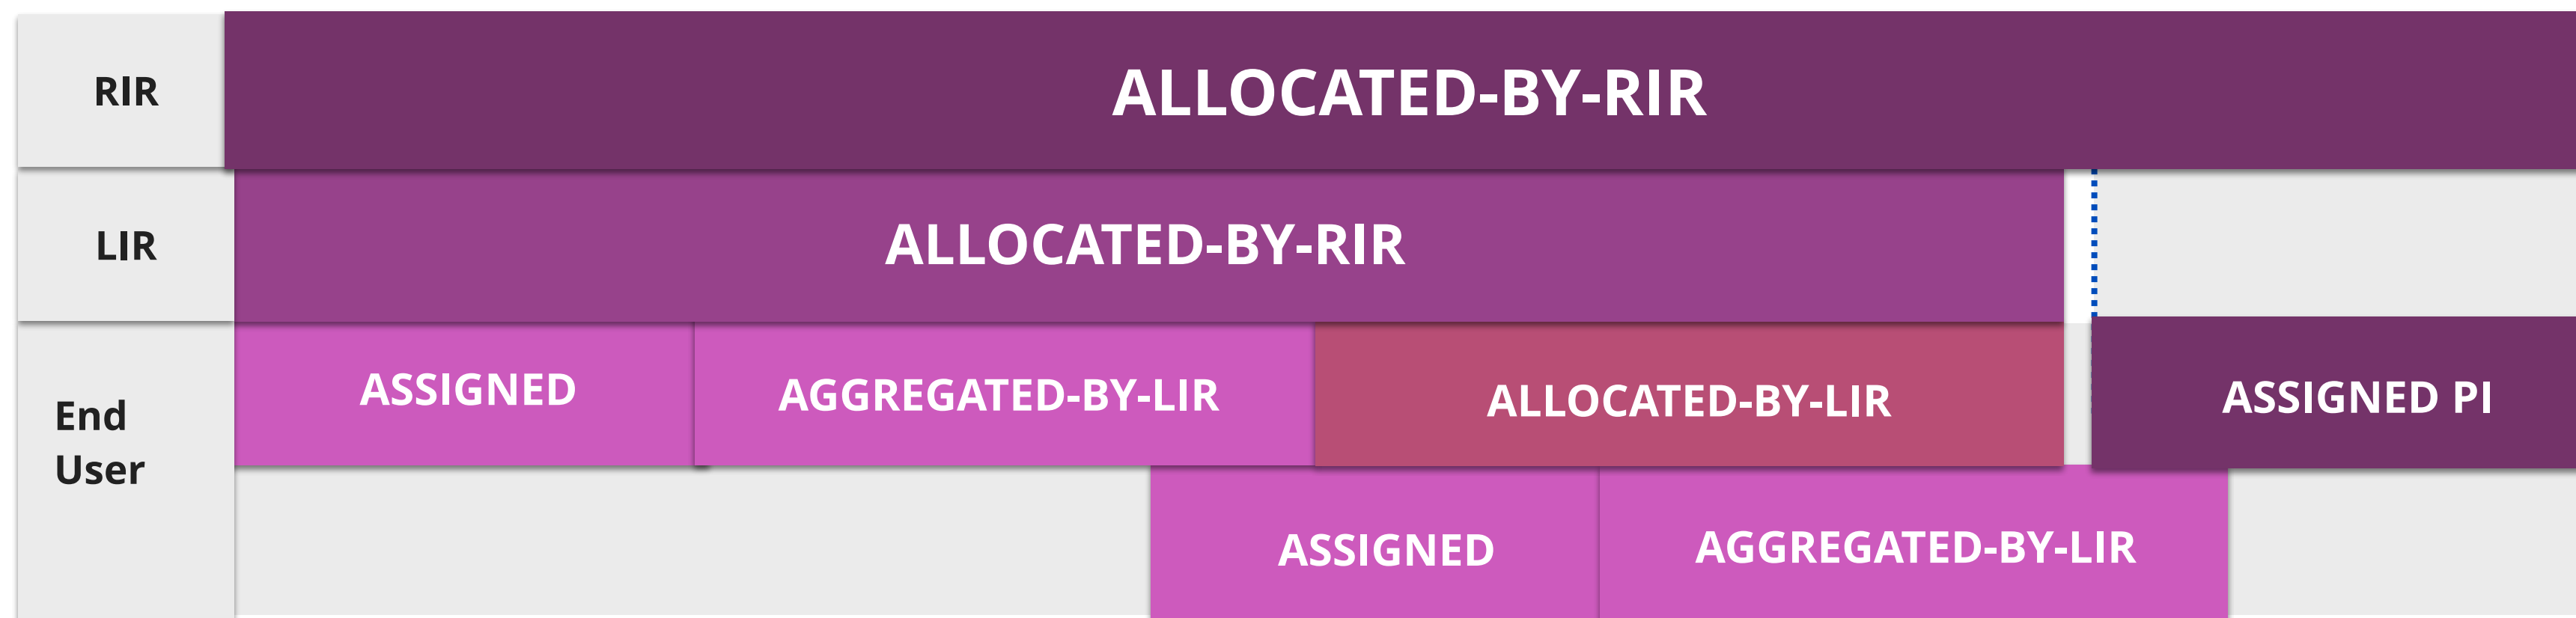 RIR
ALLOCATED-BY-RIR
LIR
ALLOCATED-BY-RIR
End
User
ASSIGNED
AGGREGATED-BY-LIR
ALLOCATED-BY-LIR
ASSIGNED PI
ASSIGNED
AGGREGATED-BY-LIR